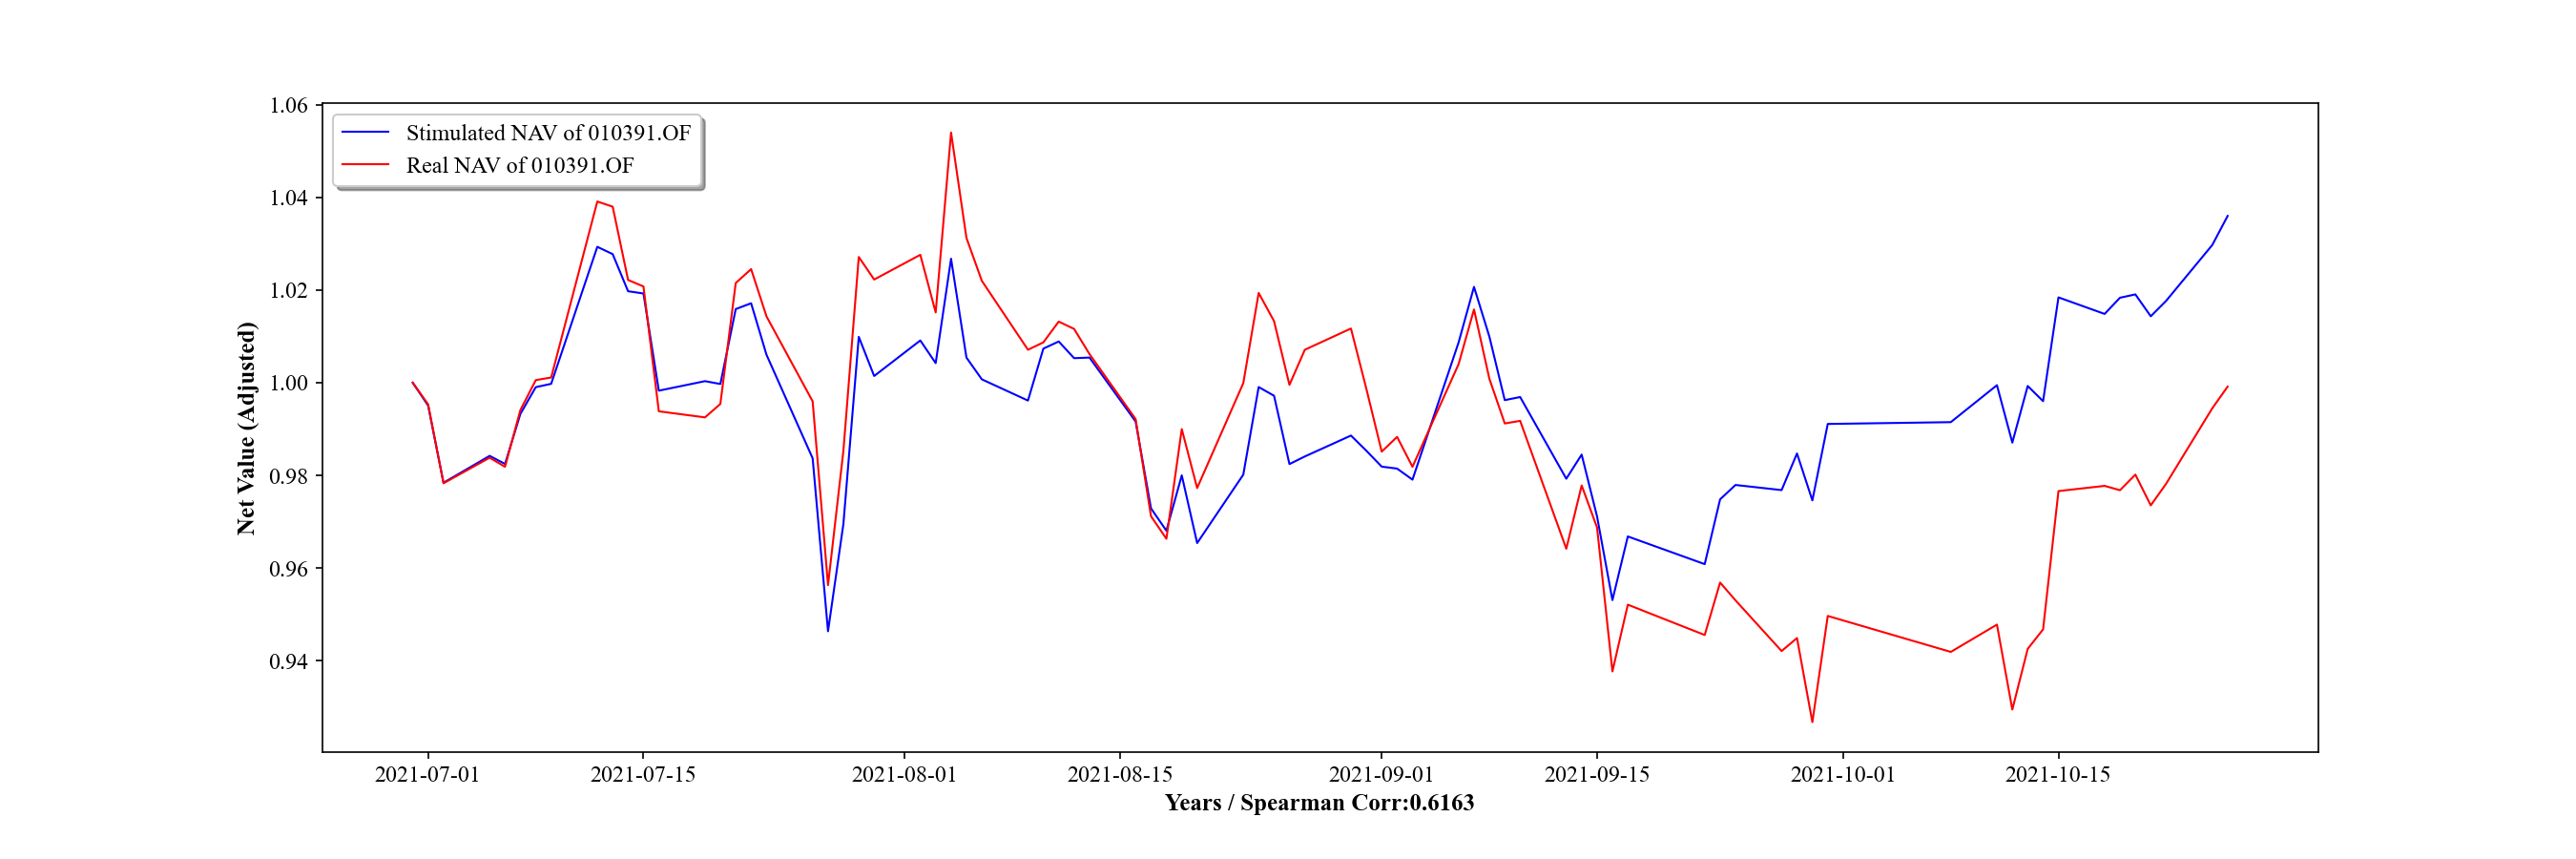 1.06
1.04
1.02
1.00
0.98
0.96
0.94
Net Value (Adjusted)
Stimulated NAV of 010391.OF
Real NAV of 010391.OF
2021-07-01 2021-07-15 2021-08-01 2021-08-15 2021-09-01 2021-09-15 2021-10-01 2021-10-15
Years / Spearman Corr:0.6163